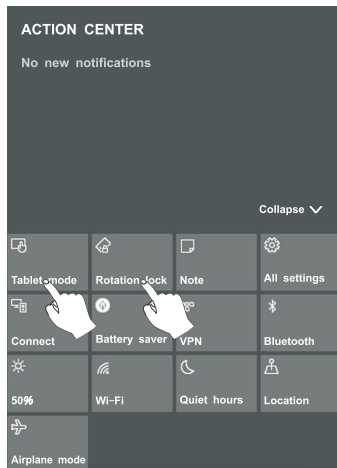 ACTION CENTER
No new notifications
Collapse
Tablet mode
Rotation lock
Note
All settings
Connect
Battery saver
VPN
Bluetooth
50%
Wi-Fi
Quiet hours
Location
Airplane mode